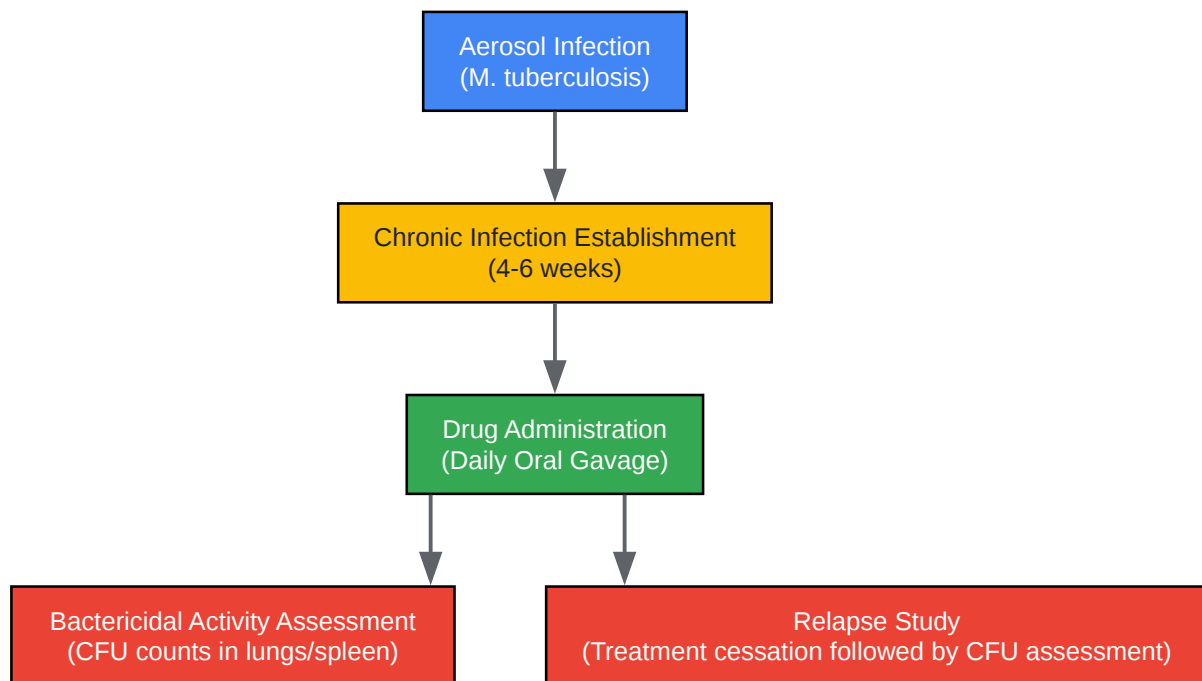 Aerosol Infection
(M. tuberculosis)
Chronic Infection Establishment
(4-6 weeks)
Drug Administration
(Daily Oral Gavage)
Bactericidal Activity Assessment
(CFU counts in lungs/spleen)
Relapse Study
(Treatment cessation followed by CFU assessment)